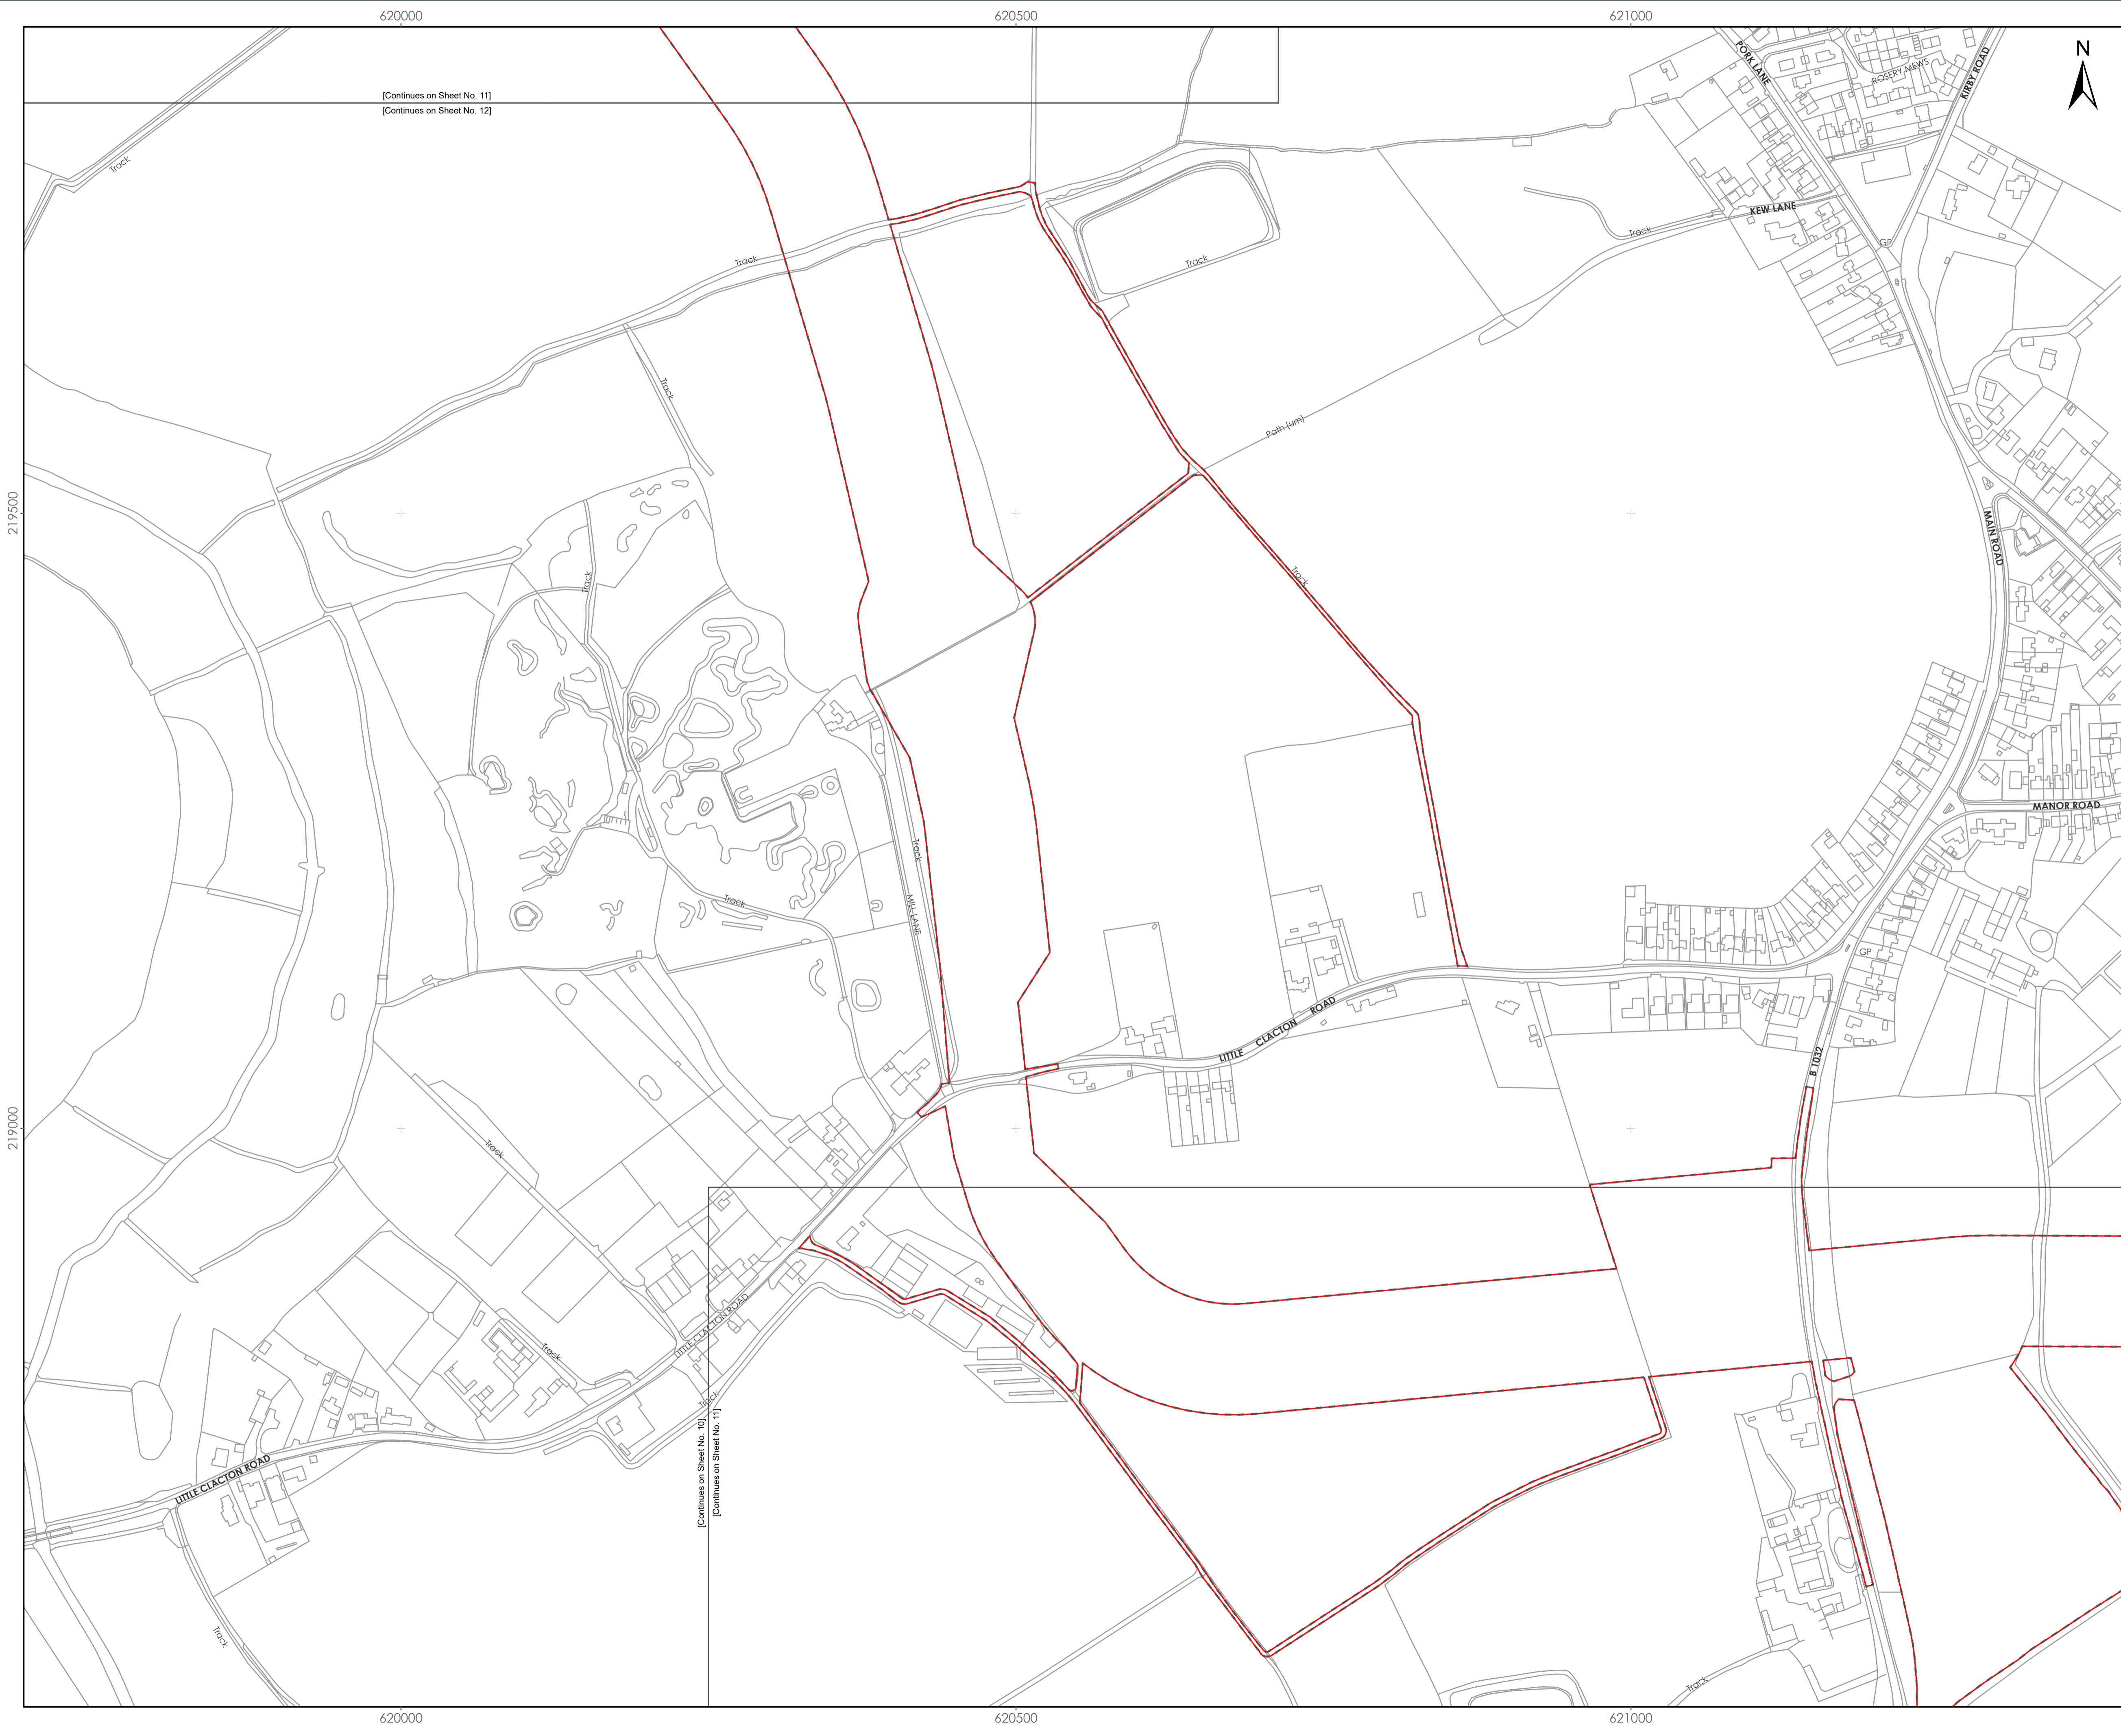 620000
620500
621000
N
PORK LANE
ROSERY MEWS
KIRBY ROAD
[Continues on Sheet No. 11]
[Continues on Sheet No. 12]
Track
KEW LANE
Track
GP
Track
Track
Track
Path (um)
219500
MAIN ROAD
Track
Track
MANOR ROAD
Track
MILL LANE
Track
GP
LITTLE CLACTON ROAD
B 1032
219000
Track
LITTLE CLACTON ROAD
Track
Track
[Continues on Sheet No. 10]
[Continues on Sheet No. 11]
LITTLE CLACTON ROAD
Track
Track
620000
620500
621000